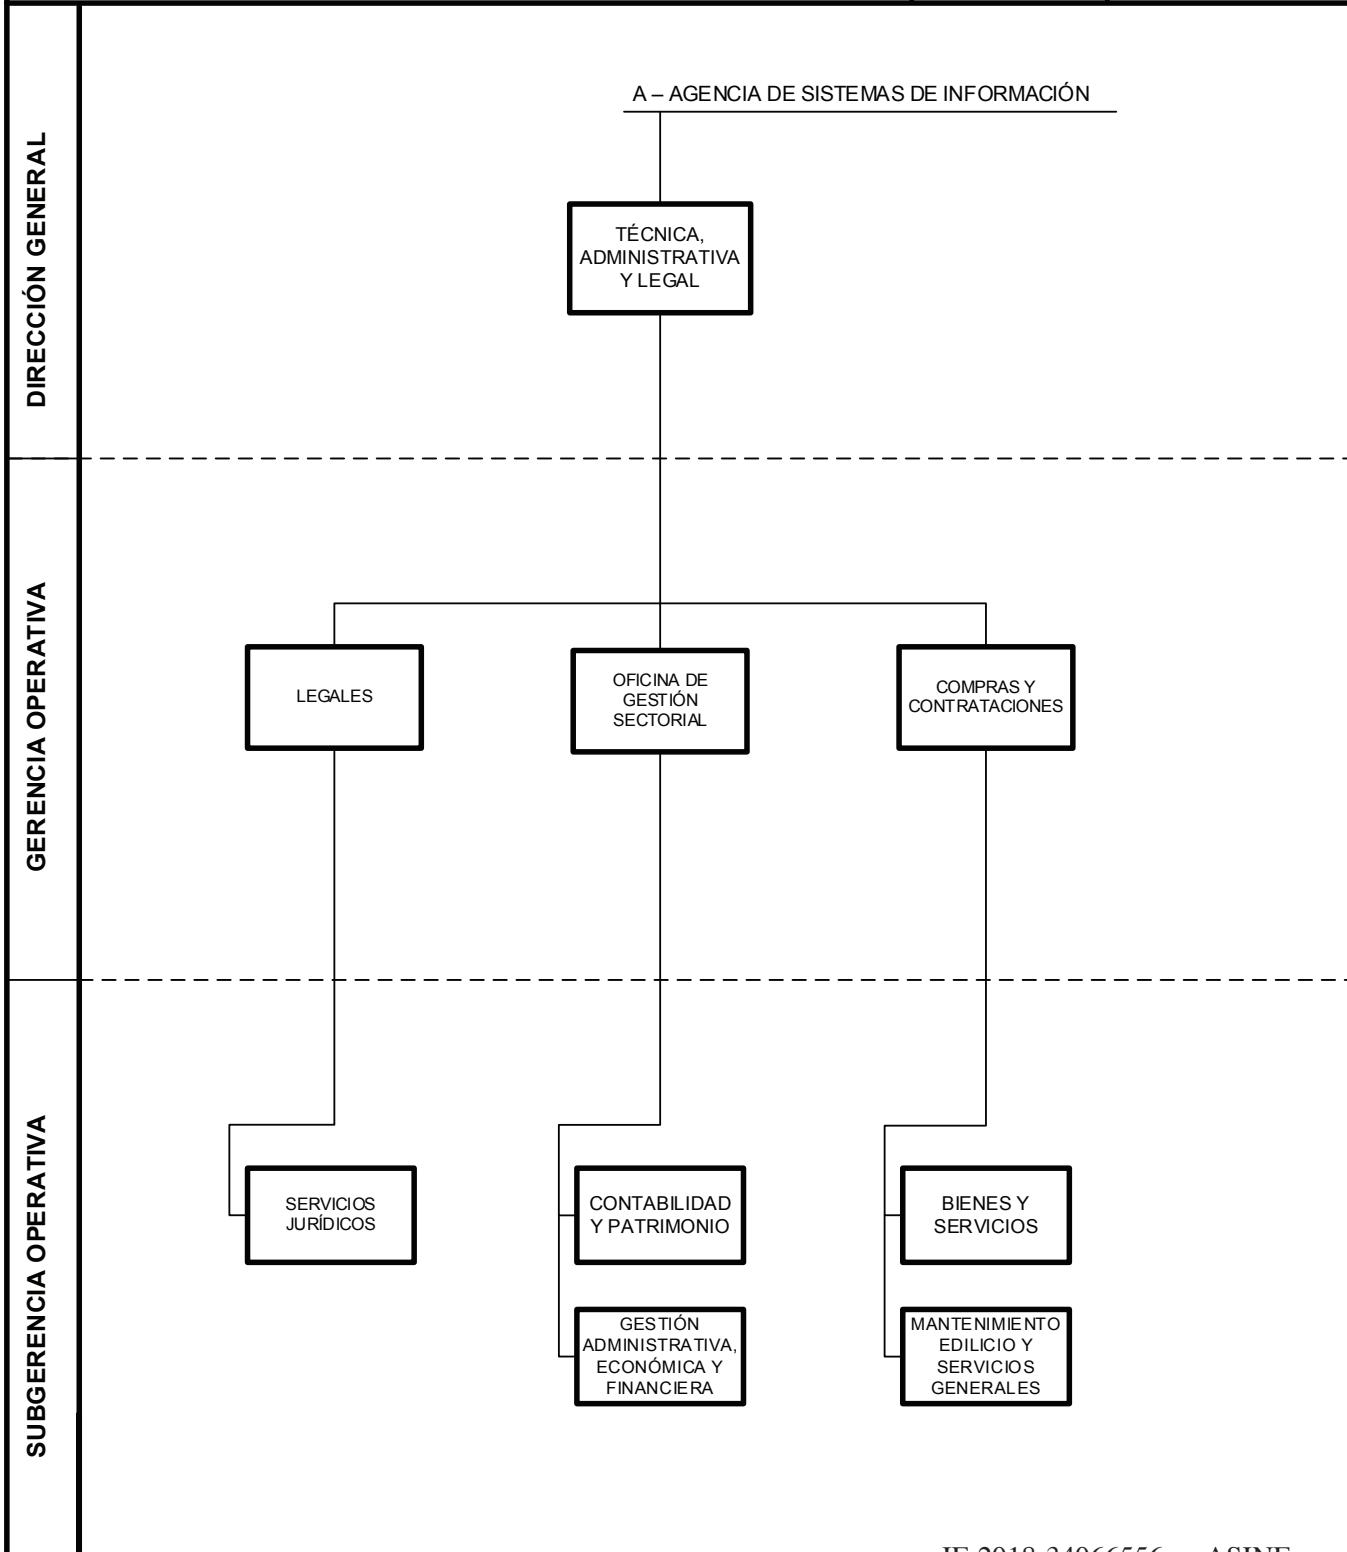 A – AGENCIA DE SISTEMAS DE INFORMACIÓN
DIRECCIÓN GENERAL
TÉCNICA,
ADMINISTRATIVA
Y LEGAL
GERENCIA OPERATIVA
LEGALES
OFICINA DE
GESTIÓN
SECTORIAL
COMPRAS Y
CONTRATACIONES
SUBGERENCIA OPERATIVA
SERVICIOS
JURÍDICOS
CONTABILIDAD
Y PATRIMONIO
BIENES Y
SERVICIOS
GESTIÓN
ADMINISTRATIVA,
ECONÓMICA Y
FINANCIERA
MANTENIMIENTO
EDILICIO Y
SERVICIOS
GENERALES